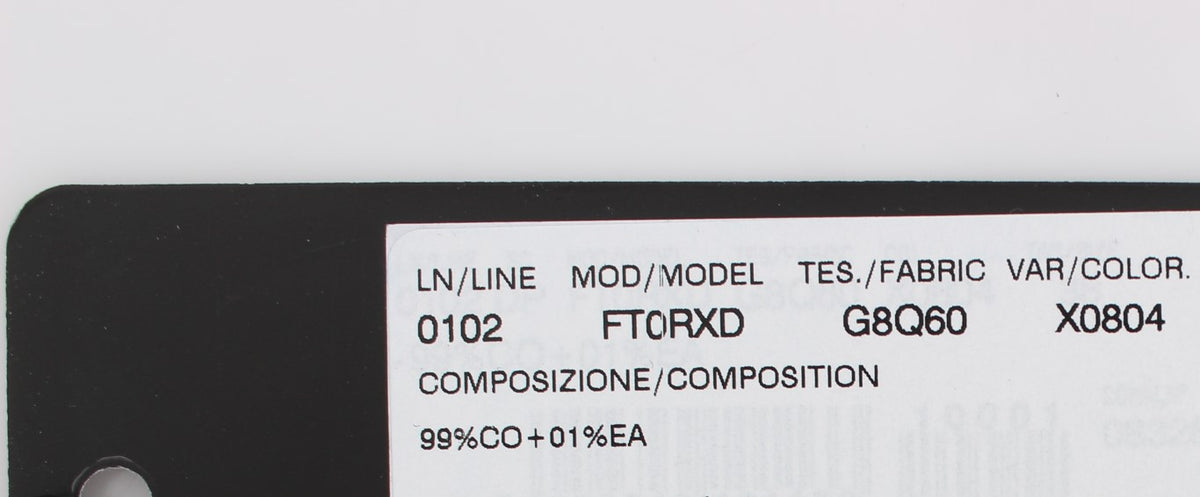 LN/LINE MOD/MODEL TES./FABRIC VAR/COLOR.
0102 FT0RXD G8Q60 X0804
COMPOSIZIONE/COMPOSITION
99%CO+01%EA